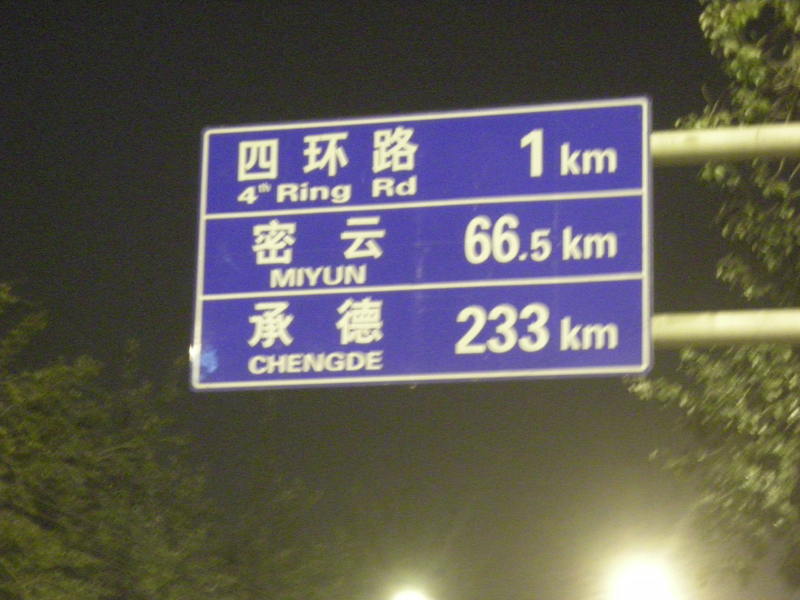 四环路 1 km
4th Ring Rd
密云 66.5 km
MIYUN
承德 233 km
CHENGDE